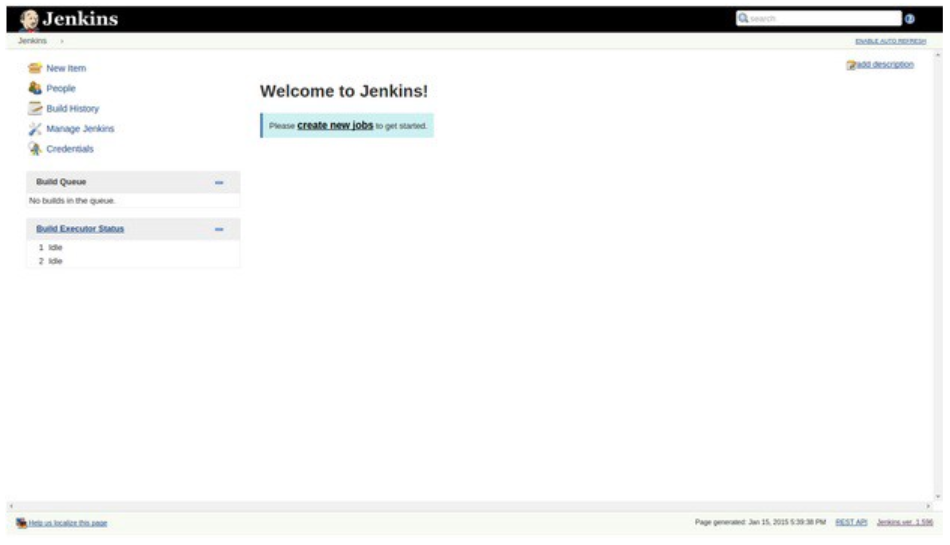 Jenkins
search
Jenkins
ENABLE AUTO REFRESH
New Item
People
Build History
Manage Jenkins
Credentials
Build Queue
No builds in the queue.
Build Executor Status
1 Idle
2 Idle
add description
Welcome to Jenkins!
Please create new jobs to get started.
Help us localize this page
Page generated: Jan 15, 2015 5:39:38 PM REST API Jenkins ver. 1.596